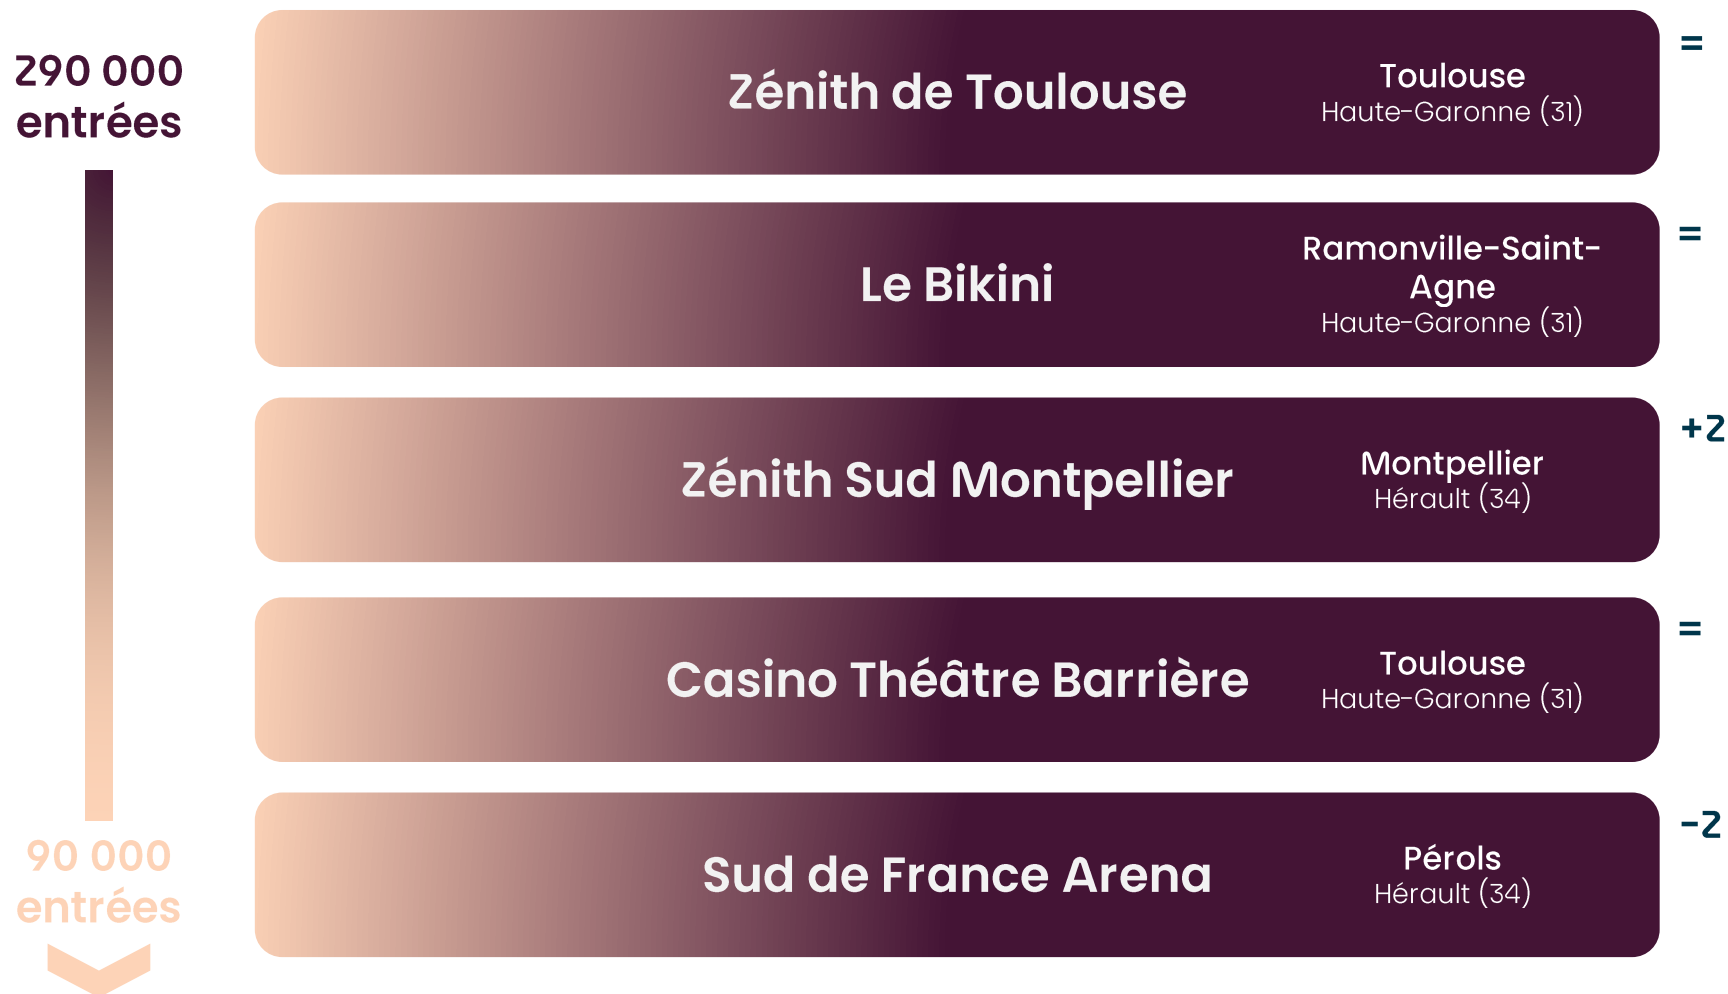 290 000
entrées
Zénith de Toulouse
Toulouse
Haute-Garonne (31)
=
Le Bikini
Ramonville-Saint-
Agne
Haute-Garonne (31)
=
Zénith Sud Montpellier
Montpellier
Hérault (34)
+2
Casino Théâtre Barrière
Toulouse
Haute-Garonne (31)
=
Sud de France Arena
Pérols
Hérault (34)
-2
90 000
entrées